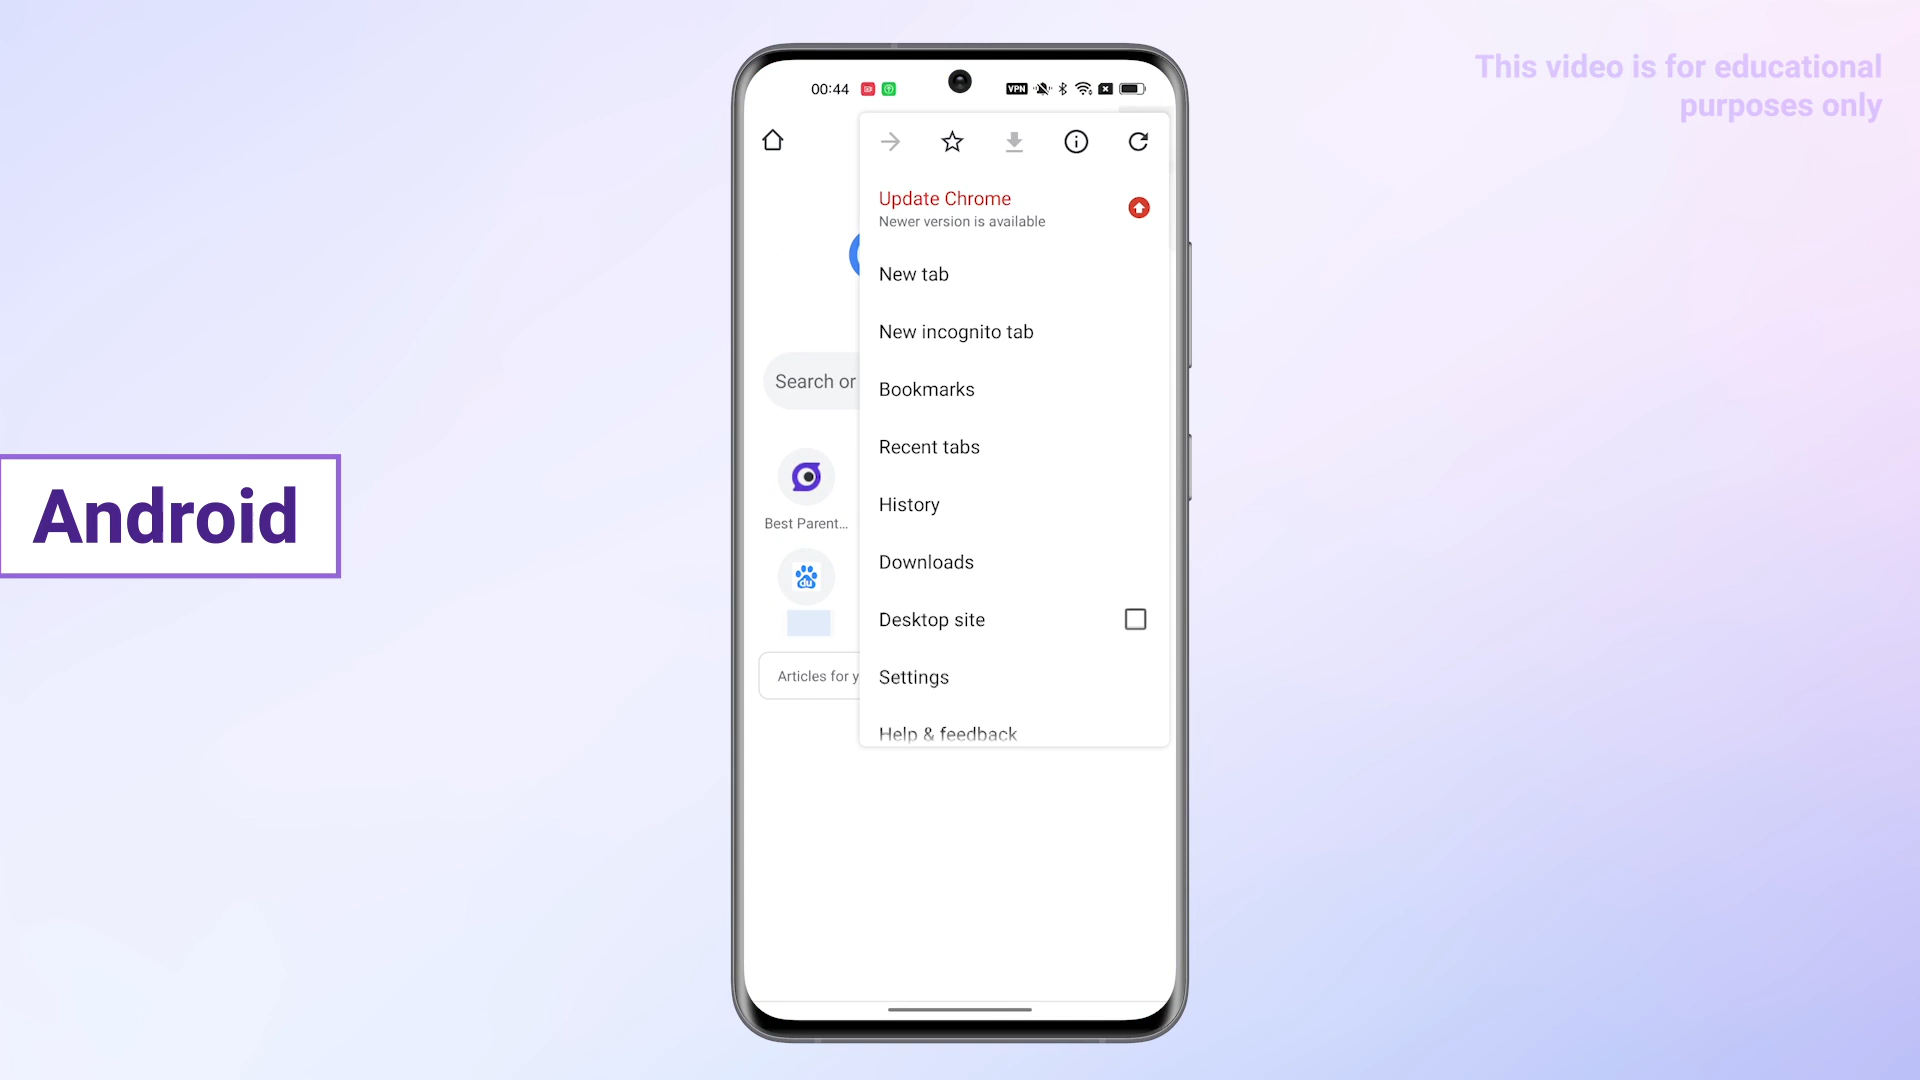 This video is for educational
purposes only
00:44
VPN
Update Chrome
Newer version is available
New tab
New incognito tab
Search or
Bookmarks
Recent tabs
History
Best Parent...
Downloads
du
Desktop site
Articles for y
Settings
Help & feedback
Android